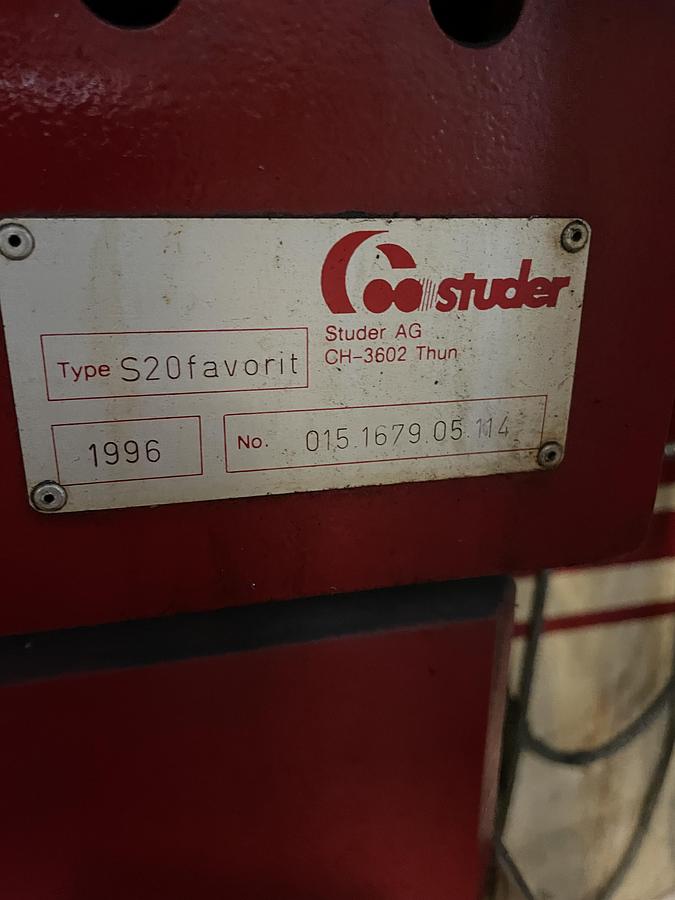 studer
Studer AG
CH-3602 Thun
Type S20favorit
1996
No. 015.1679.05.114